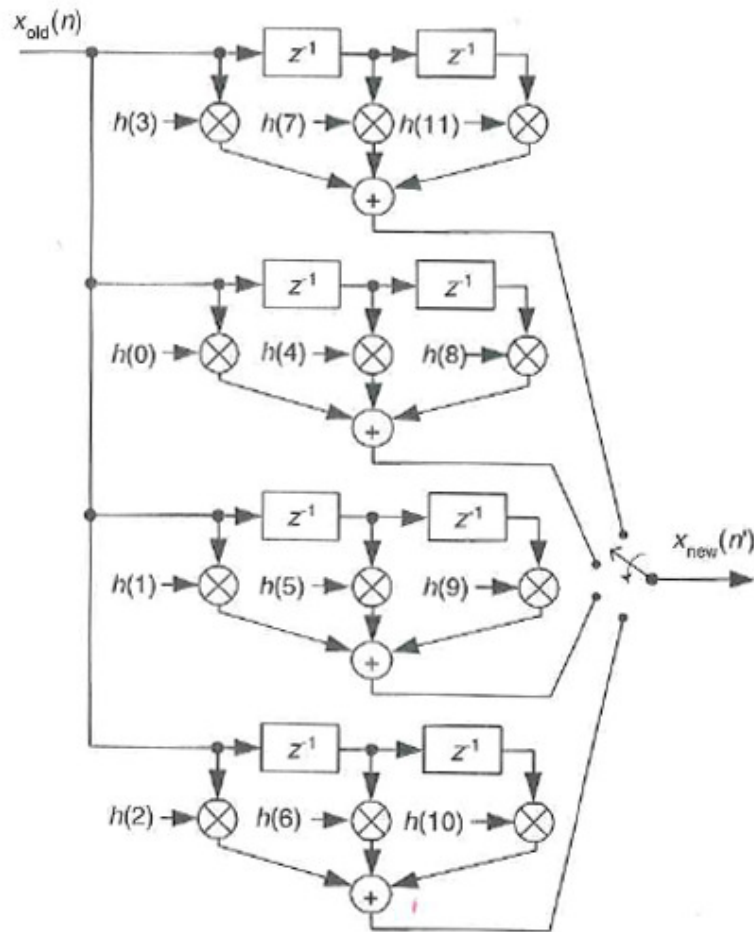 x_old(n)
z⁻¹ z⁻¹
h(3) h(7) h(11)
+
z⁻¹ z⁻¹
h(0) h(4) h(8)
+
z⁻¹ z⁻¹
x_new(n')
h(1) h(5) h(9)
+
z⁻¹ z⁻¹
h(2) h(6) h(10)
+